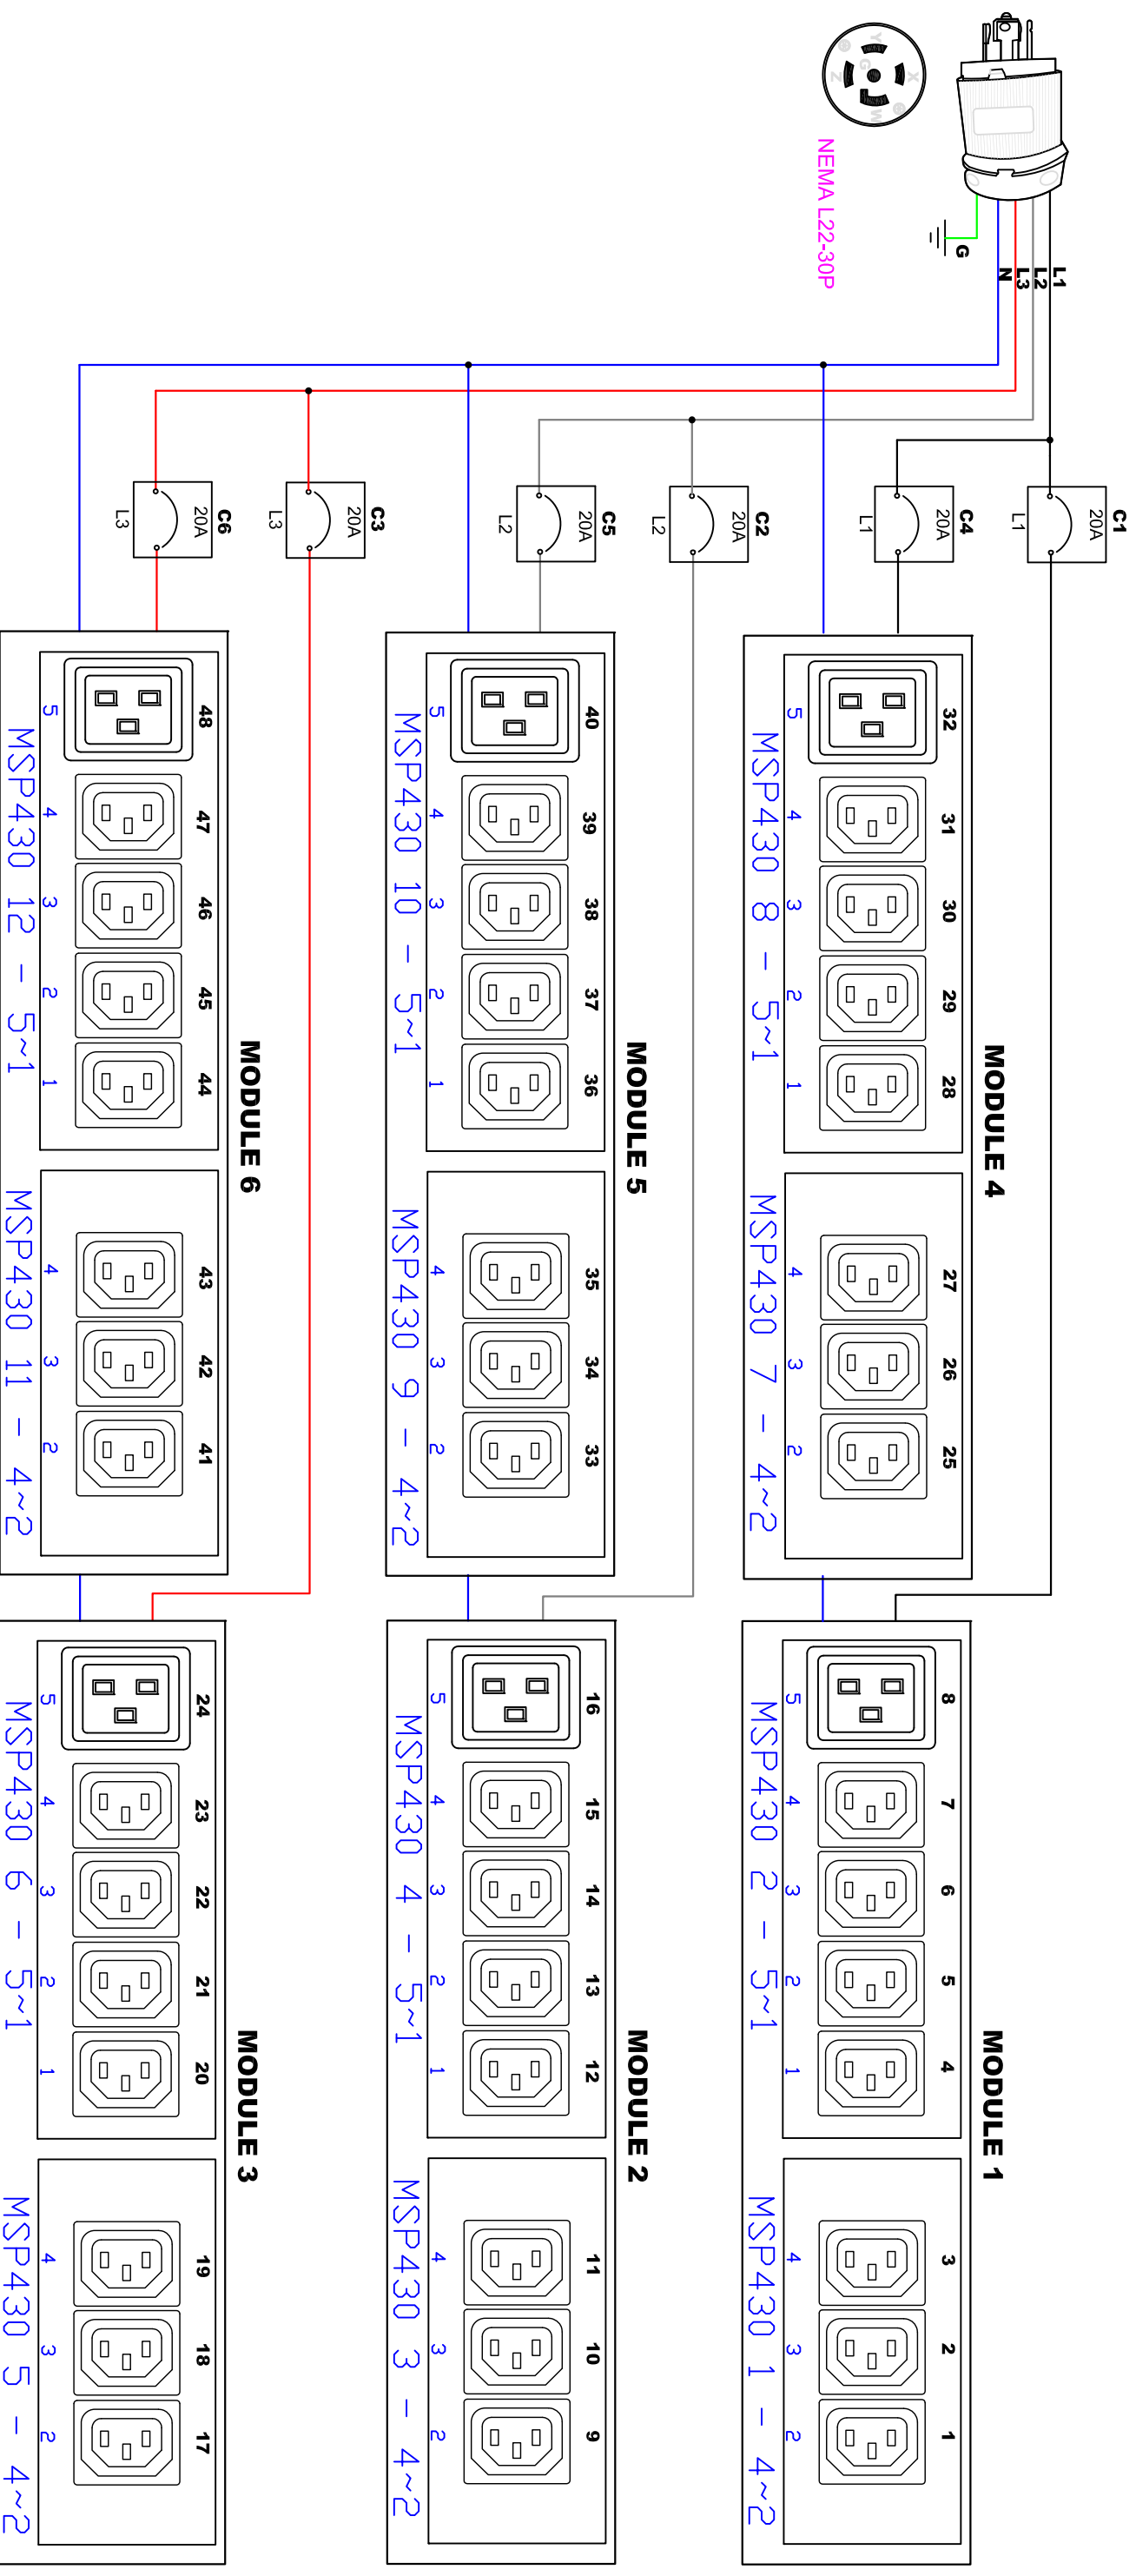 NEMA L22-30P
Y
G
X
Z
W
G
L1
L2
L3
N
C1
20A
L1
C4
20A
L1
C2
20A
L2
C5
20A
L2
C3
20A
L3
C6
20A
L3
MODULE 4
32 31 30 29 28 27 26 25
5 4 3 2 1 4 3 2
MSP430 8 - 5~1
MSP430 7 - 4~2
MODULE 1
8 7 6 5 4 3 2 1
5 4 3 2 1 4 3 2
MSP430 2 - 5~1
MSP430 1 - 4~2
MODULE 5
40 39 38 37 36 35 34 33
5 4 3 2 1 4 3 2
MSP430 10 - 5~1
MSP430 9 - 4~2
MODULE 2
16 15 14 13 12 11 10 9
5 4 3 2 1 4 3 2
MSP430 4 - 5~1
MSP430 3 - 4~2
MODULE 6
48 47 46 45 44 43 42 41
5 4 3 2 1 4 3 2
MSP430 12 - 5~1
MSP430 11 - 4~2
MODULE 3
24 23 22 21 20 19 18 17
5 4 3 2 1 4 3 2
MSP430 6 - 5~1
MSP430 5 - 4~2